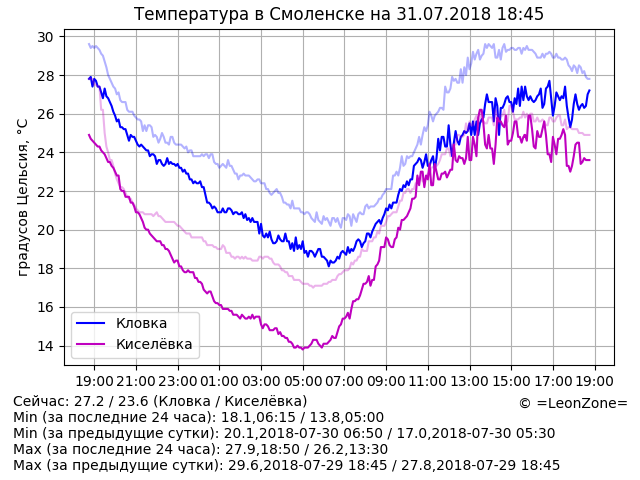 Температура в Смоленске на 31.07.2018 18:45
градусов Цельсия, °C
30
28
26
24
22
20
18
16
14
Кловка
Киселёвка
19:00 21:00 23:00 01:00 03:00 05:00 07:00 09:00 11:00 13:00 15:00 17:00 19:00
Сейчас: 27.2 / 23.6 (Кловка / Киселёвка)
© =LeonZone=
Min (за последние 24 часа): 18.1,06:15 / 13.8,05:00
Min (за предыдущие сутки): 20.1,2018-07-30 06:50 / 17.0,2018-07-30 05:30
Max (за последние 24 часа): 27.9,18:50 / 26.2,13:30
Max (за предыдущие сутки): 29.6,2018-07-29 18:45 / 27.8,2018-07-29 18:45